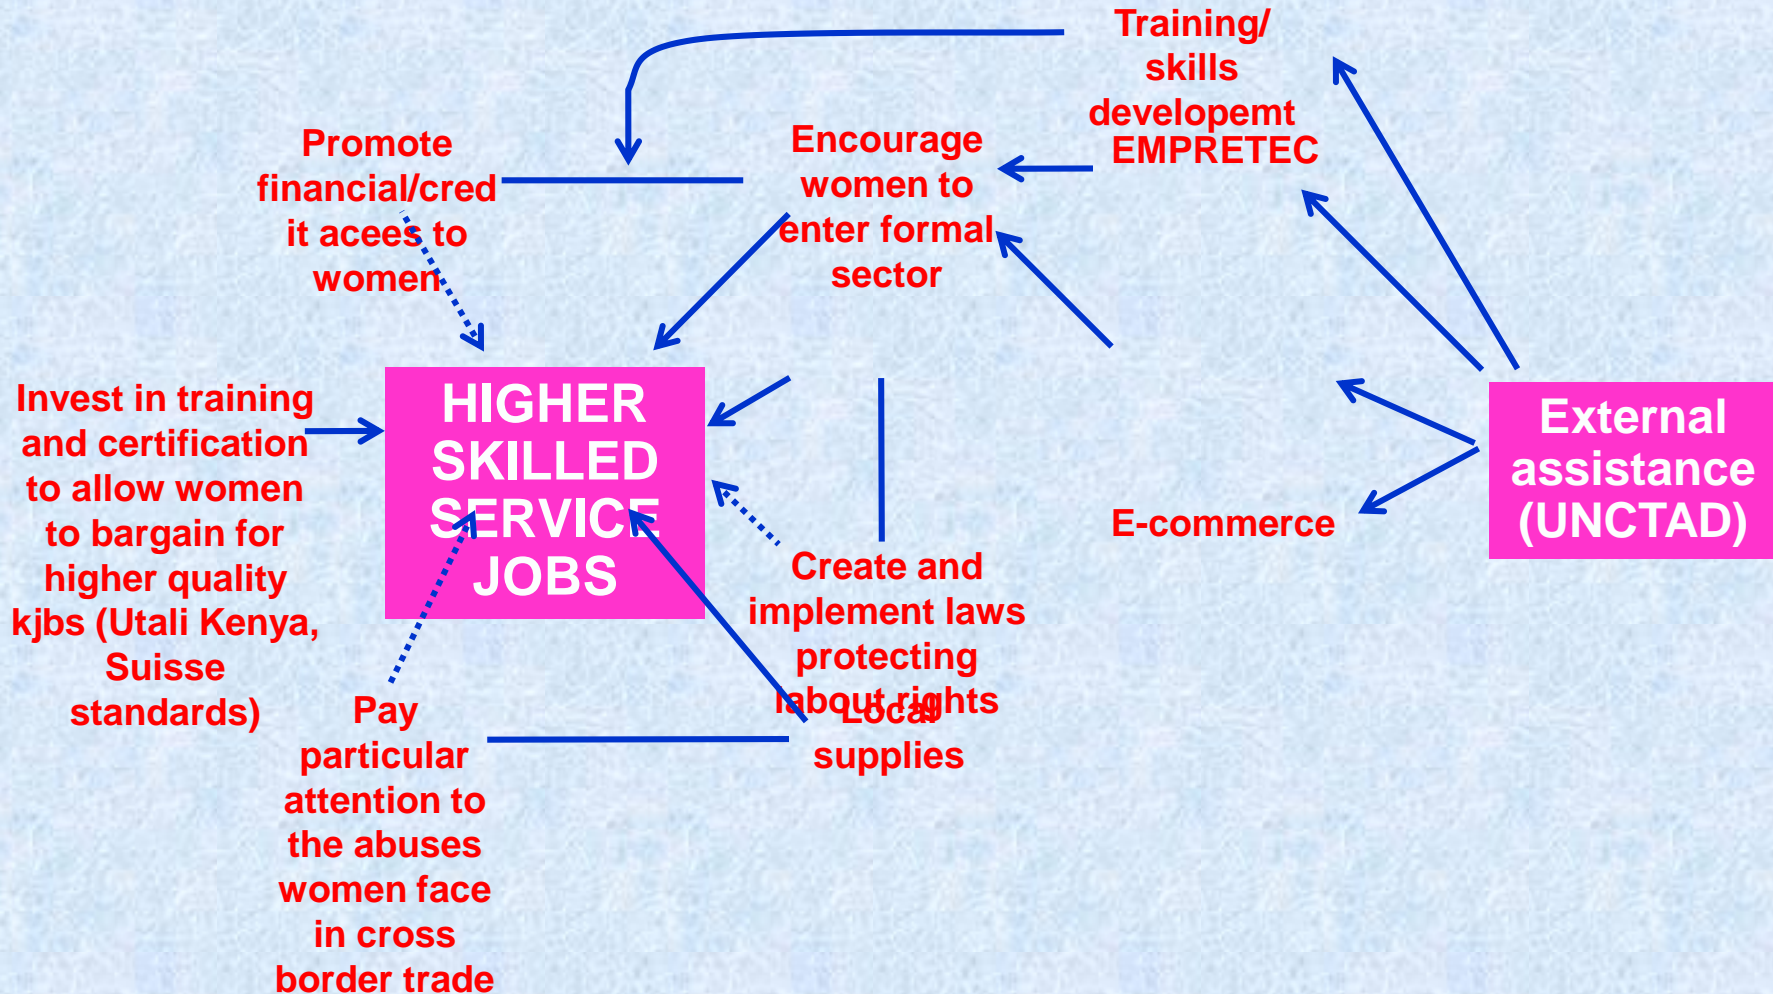 Training/
skills
developemt
EMPRETEC
Promote
financial/cred
it acees to
women
Encourage
women to
enter formal
sector
Invest in training
and certification
to allow women
to bargain for
higher quality
kjbs (Utali Kenya,
Suisse
standards)
HIGHER
SKILLED
SERVICE
JOBS
External
assistance
(UNCTAD)
E-commerce
Create and
implement laws
protecting
labout rights
Local
supplies
Pay
particular
attention to
the abuses
women face
in cross
border trade